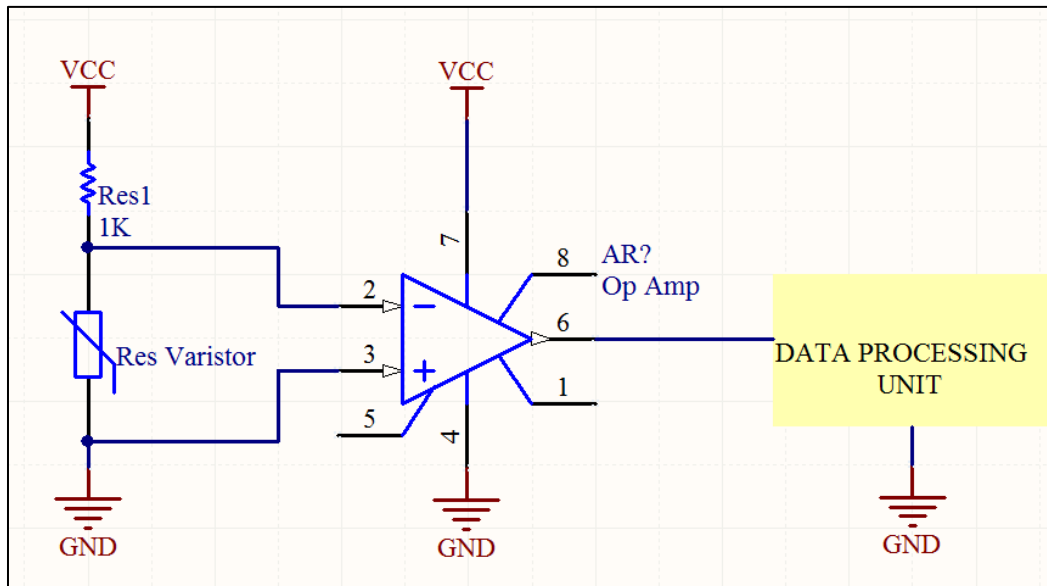 VCC
Res1
1K
Res Varistor
GND
VCC
7
2
3
5
4
8
6
1
AR?
Op Amp
GND
DATA PROCESSING
UNIT
GND